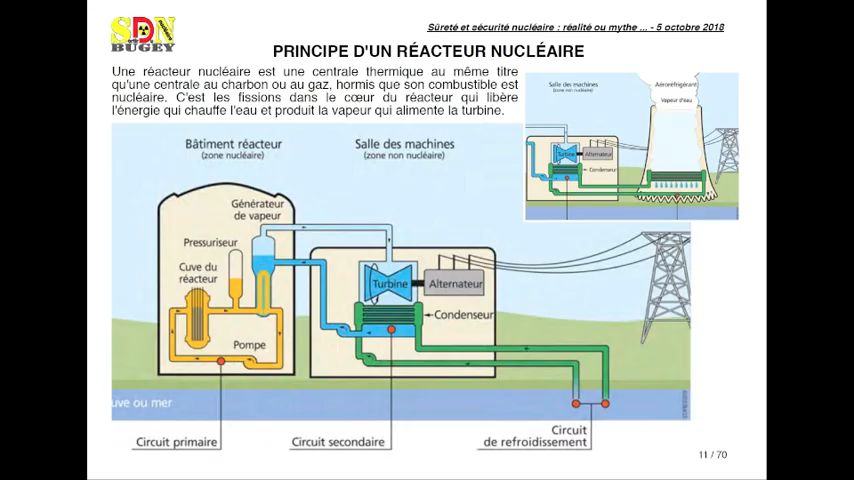 SDN
BUGEY
Sûreté et sécurité nucléaire : réalité ou mythe ... - 5 octobre 2018
PRINCIPE D'UN RÉACTEUR NUCLÉAIRE
Une réacteur nucléaire est une centrale thermique au même titre
qu'une centrale au charbon ou au gaz, hormis que son combustible est
nucléaire. C'est les fissions dans le cœur du réacteur qui libère
l'énergie qui chauffe l'eau et produit la vapeur qui alimente la turbine.
Salle des machines
(zone non nucléaire)
Aéroréfrigérant
Vapeur d'eau
Turbine
Alternateur
Condenseur
Bâtiment réacteur
(zone nucléaire)
Salle des machines
(zone non nucléaire)
Générateur
de vapeur
Pressuriseur
Cuve du
réacteur
Turbine
Alternateur
Condenseur
Pompe
uve ou mer
Circuit primaire
Circuit secondaire
Circuit
de refroidissement
11 / 70